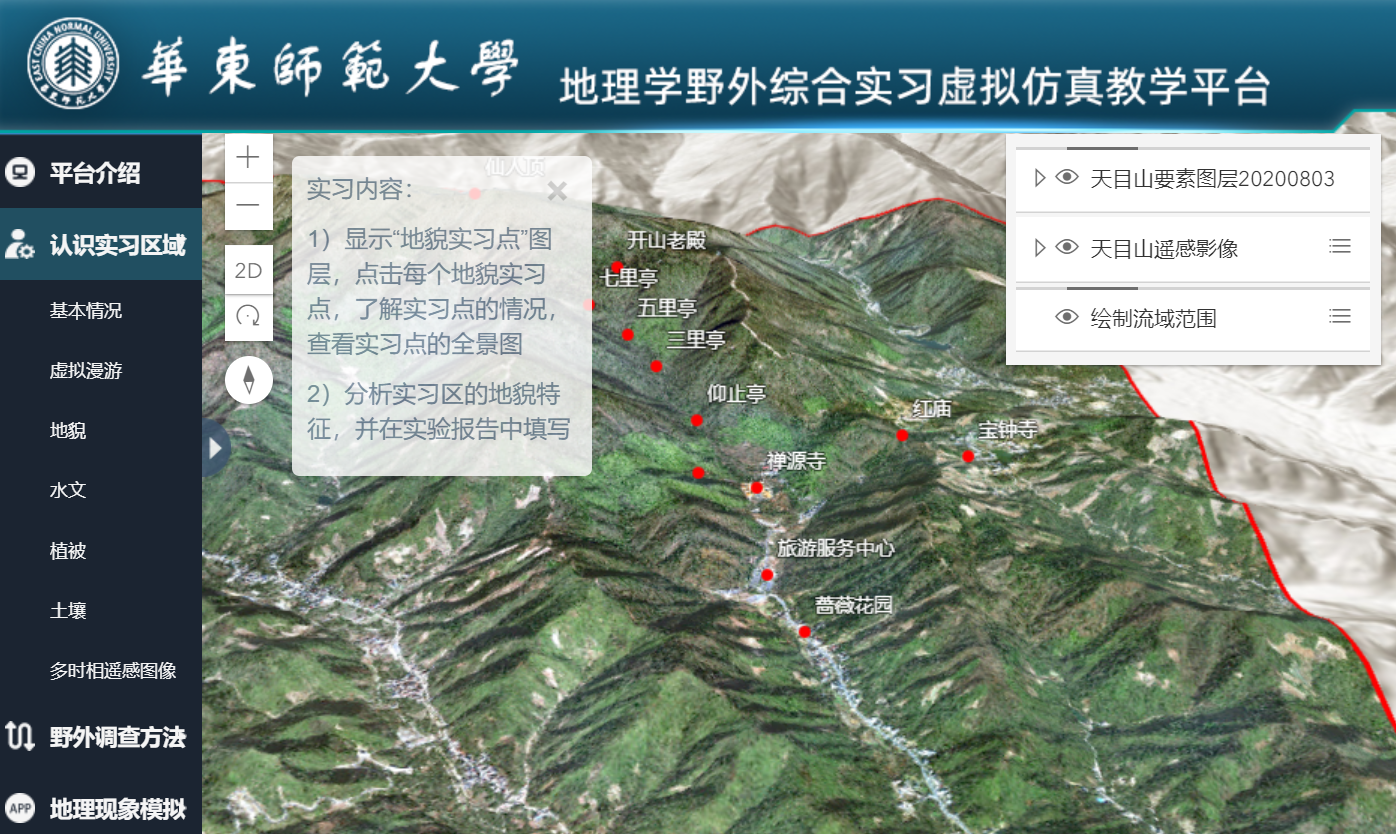 EAST CHINA NORMAL UNIVERSITY
華東師範大學
地理学野外综合实习虚拟仿真教学平台
平台介绍
认识实习区域
基本情况
虚拟漫游
地貌
水文
植被
土壤
多时相遥感图像
野外调查方法
APP
地理现象模拟
2D
仙人顶
实习内容：
1）显示“地貌实习点”图
层，点击每个地貌实习
点，了解实习点的情况，
查看实习点的全景图
2）分析实习区的地貌特
征，并在实验报告中填写
天目山要素图层20200803
天目山遥感影像
绘制流域范围
开山老殿
七里亭
五里亭
三里亭
仰止亭
红庙
宝钟寺
禅源寺
旅游服务中心
蔷薇花园